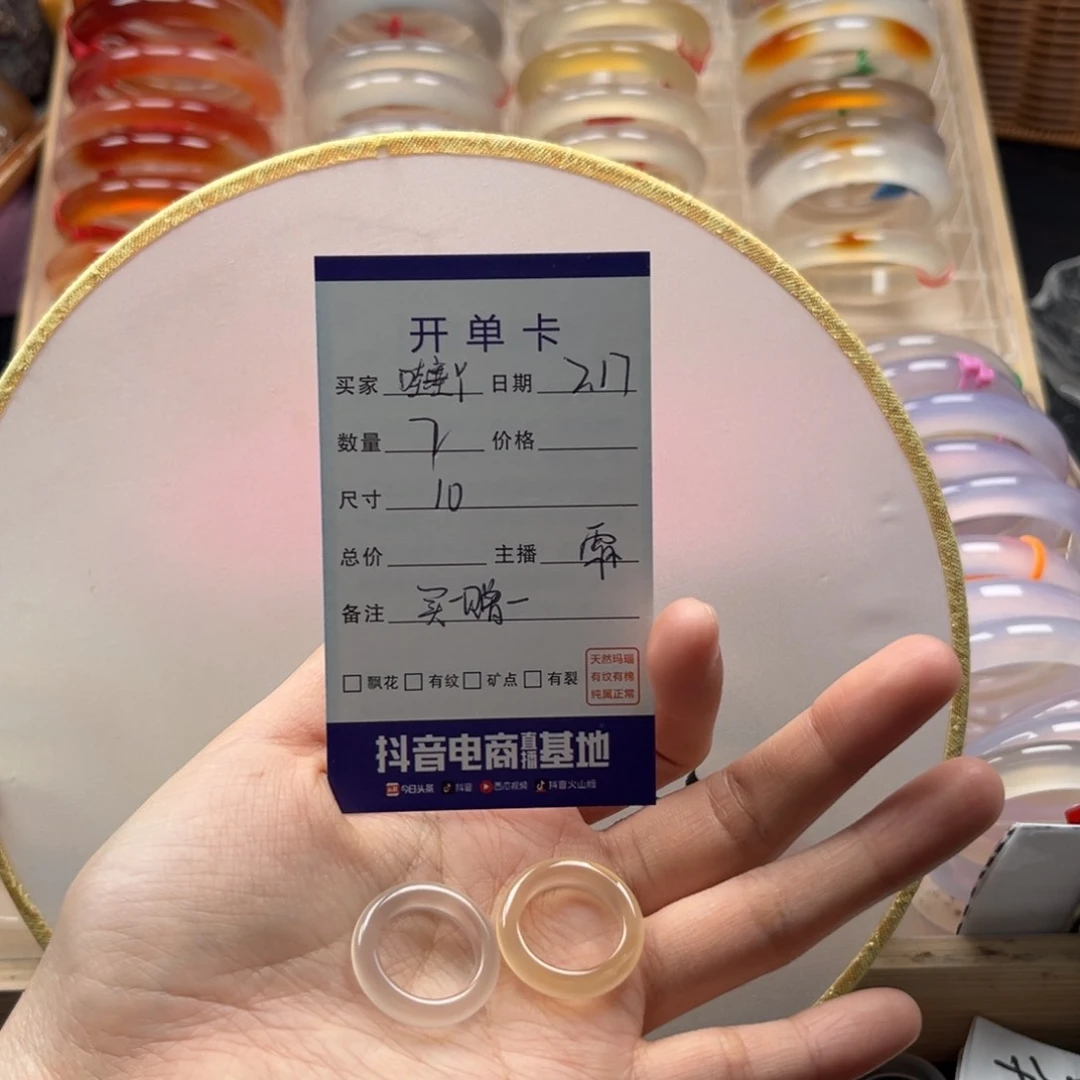 开单卡
买家 日期 217
数量 2 价格
尺寸 10
总价 主播 霖
备注 买一赠一
飘花 有纹 矿点 有裂
天然玛瑙
有纹有棉
纯属正常
抖音电商直播基地
今日头条 抖音 西瓜视频 抖音火山版